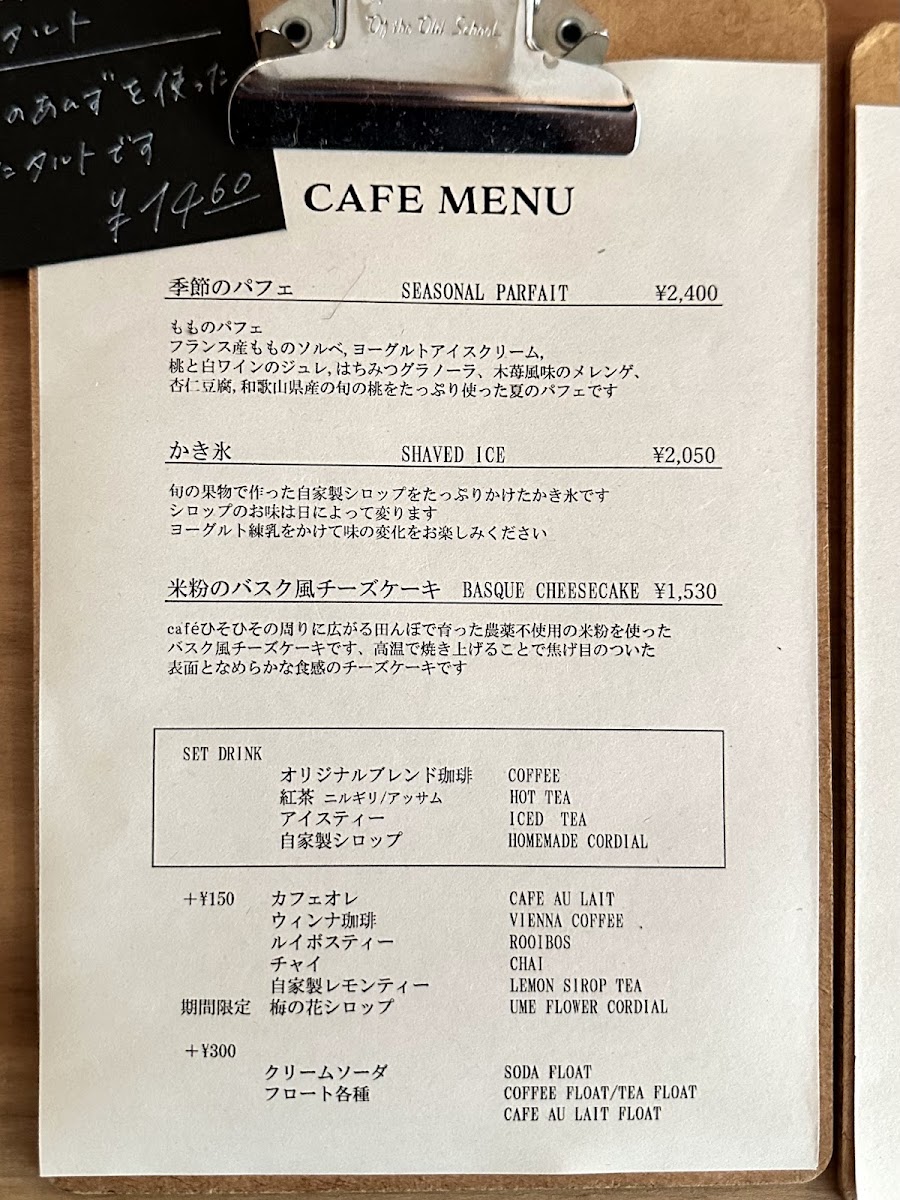 タルト
のあんずを使った
タルトです
¥1460
Of the Old School
CAFE MENU
季節のパフェ SEASONAL PARFAIT ¥2,400
もものパフェ
フランス産もものソルベ,ヨーグルトアイスクリーム,
桃と白ワインのジュレ,はちみつグラノーラ、木苺風味のメレンゲ、
杏仁豆腐,和歌山県産の旬の桃をたっぷり使った夏のパフェです
かき氷 SHAVED ICE ¥2,050
旬の果物で作った自家製シロップをたっぷりかけたかき氷です
シロップのお味は日によって変ります
ヨーグルト練乳をかけて味の変化をお楽しみください
米粉のバスク風チーズケーキ BASQUE CHEESECAKE ¥1,530
caféひそひその周りに広がる田んぼで育った農薬不使用の米粉を使った
バスク風チーズケーキです、高温で焼き上げることで焦げ目のついた
表面となめらかな食感のチーズケーキです
SET DRINK
オリジナルブレンド珈琲 COFFEE
紅茶 ニルギリ/アッサム HOT TEA
アイスティー ICED TEA
自家製シロップ HOMEMADE CORDIAL
+¥150 カフェオレ CAFE AU LAIT
ウィンナ珈琲 VIENNA COFFEE
ルイボスティー ROOIBOS
チャイ CHAI
自家製レモンティー LEMON SIROP TEA
期間限定 梅の花シロップ UME FLOWER CORDIAL
+¥300
クリームソーダ SODA FLOAT
フロート各種 COFFEE FLOAT/TEA FLOAT
CAFE AU LAIT FLOAT